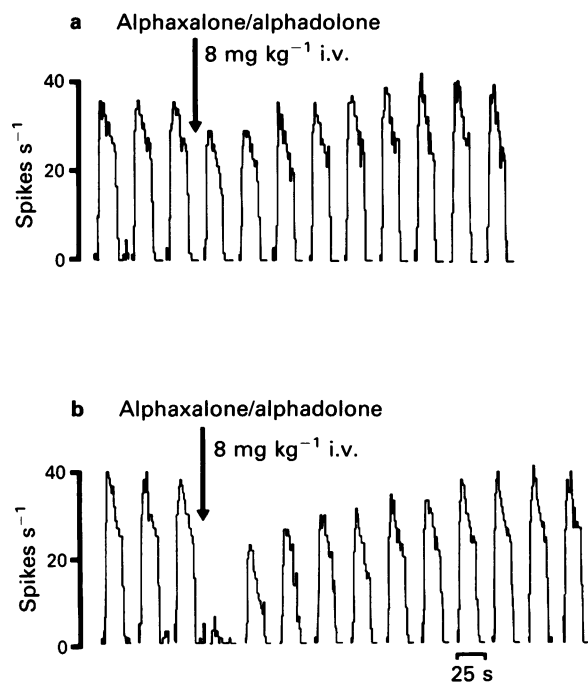 a Alphaxalone/alphadolone
8 mg kg⁻¹ i.v.
40
20
0
Spikes s⁻¹
b Alphaxalone/alphadolone
8 mg kg⁻¹ i.v.
40
20
0
Spikes s⁻¹
25 s